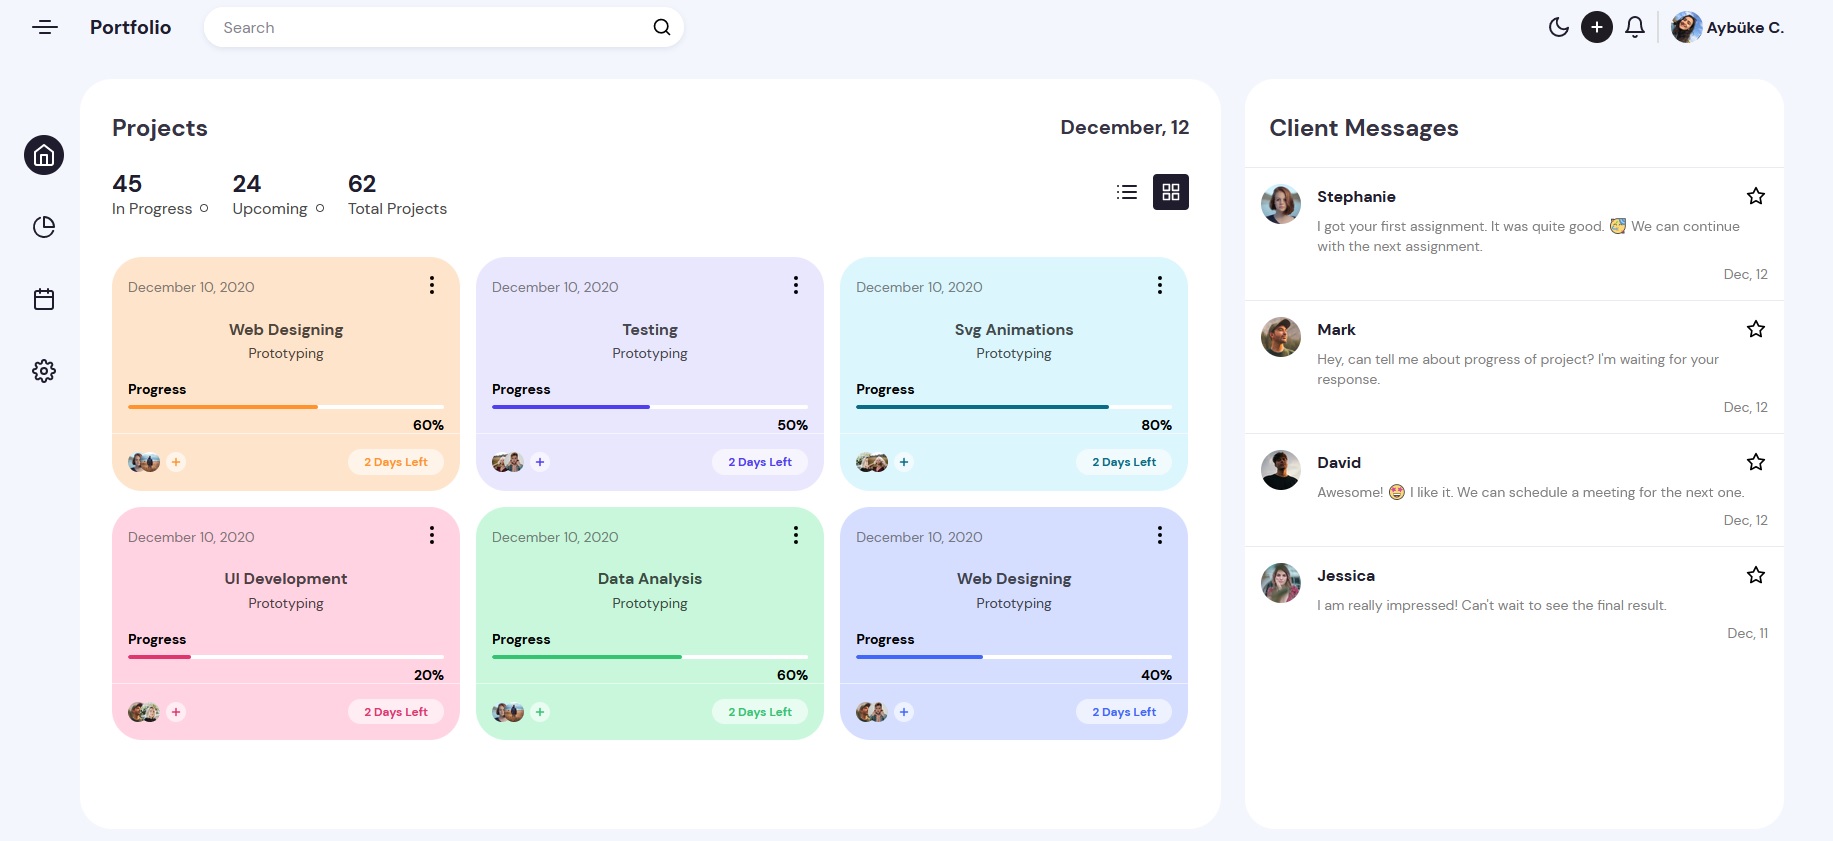 Portfolio
Search
Aybüke C.
Projects
December, 12
45
In Progress
24
Upcoming
62
Total Projects
December 10, 2020
Web Designing
Prototyping
Progress
60%
2 Days Left
December 10, 2020
Testing
Prototyping
Progress
50%
2 Days Left
December 10, 2020
Svg Animations
Prototyping
Progress
80%
2 Days Left
December 10, 2020
UI Development
Prototyping
Progress
20%
2 Days Left
December 10, 2020
Data Analysis
Prototyping
Progress
60%
2 Days Left
December 10, 2020
Web Designing
Prototyping
Progress
40%
2 Days Left
Client Messages
Stephanie
I got your first assignment. It was quite good. 🥳 We can continue
with the next assignment.
Dec, 12
Mark
Hey, can tell me about progress of project? I'm waiting for your
response.
Dec, 12
David
Awesome! 🤩 I like it. We can schedule a meeting for the next one.
Dec, 12
Jessica
I am really impressed! Can't wait to see the final result.
Dec, 11